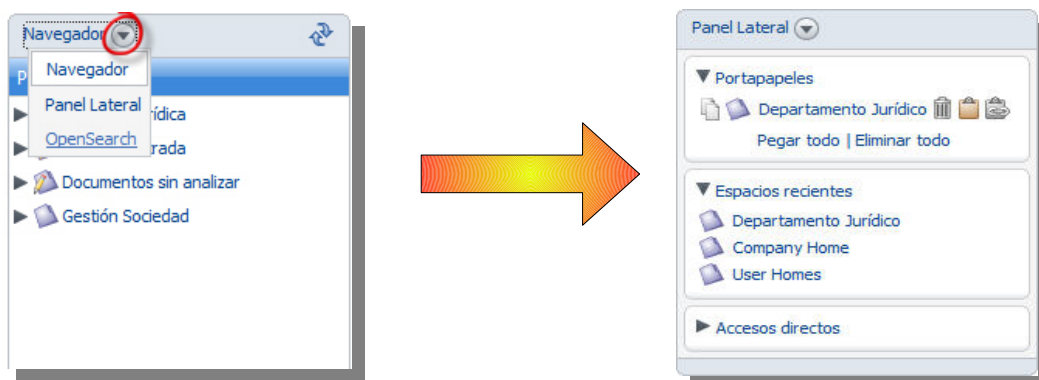 Navegador
P
Navegador
Panel Lateral
rídica
OpenSearch
rada
Documentos sin analizar
Gestión Sociedad
Panel Lateral
Portapapeles
Departamento Jurídico
Pegar todo | Eliminar todo
Espacios recientes
Departamento Jurídico
Company Home
User Homes
Accesos directos